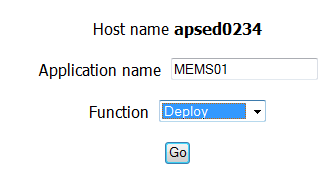 Host name apsed0234
Application name MEMS01
Function Deploy
Go